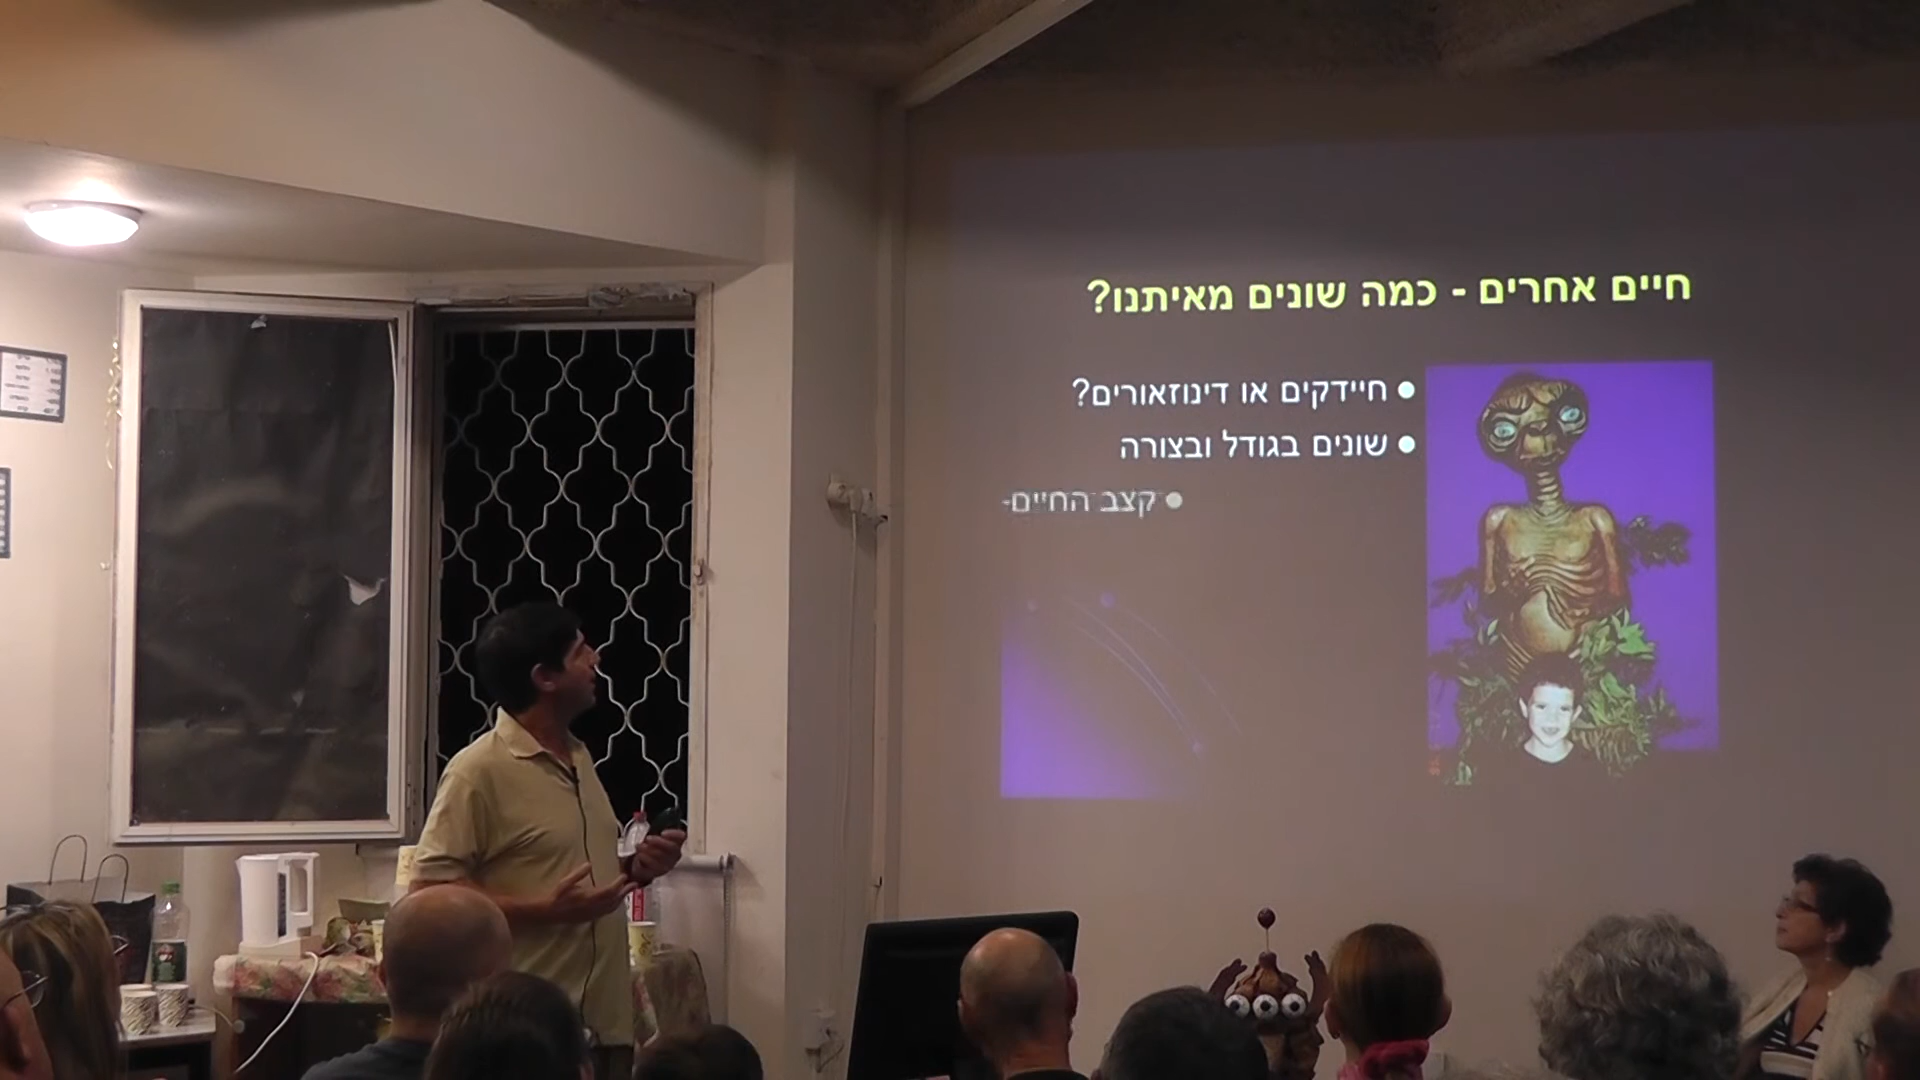 חיים אחרים - כמה שונים מאיתנו?
● חיידקים או דינוזאורים?
● שונים בגודל ובצורה
● קצב החיים-